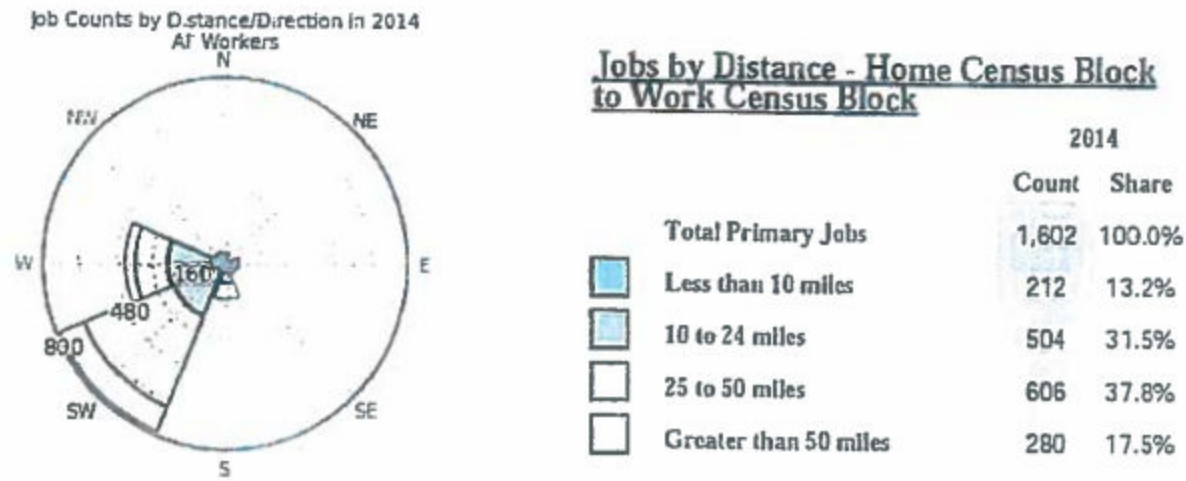 Job Counts by Distance/Direction in 2014
All Workers
N
NW
NE
W
160
E
480
800
SW
SE
S
Jobs by Distance - Home Census Block
to Work Census Block
2014
Count Share
Total Primary Jobs 1,602 100.0%
Less than 10 miles 212 13.2%
10 to 24 miles 504 31.5%
25 to 50 miles 606 37.8%
Greater than 50 miles 280 17.5%